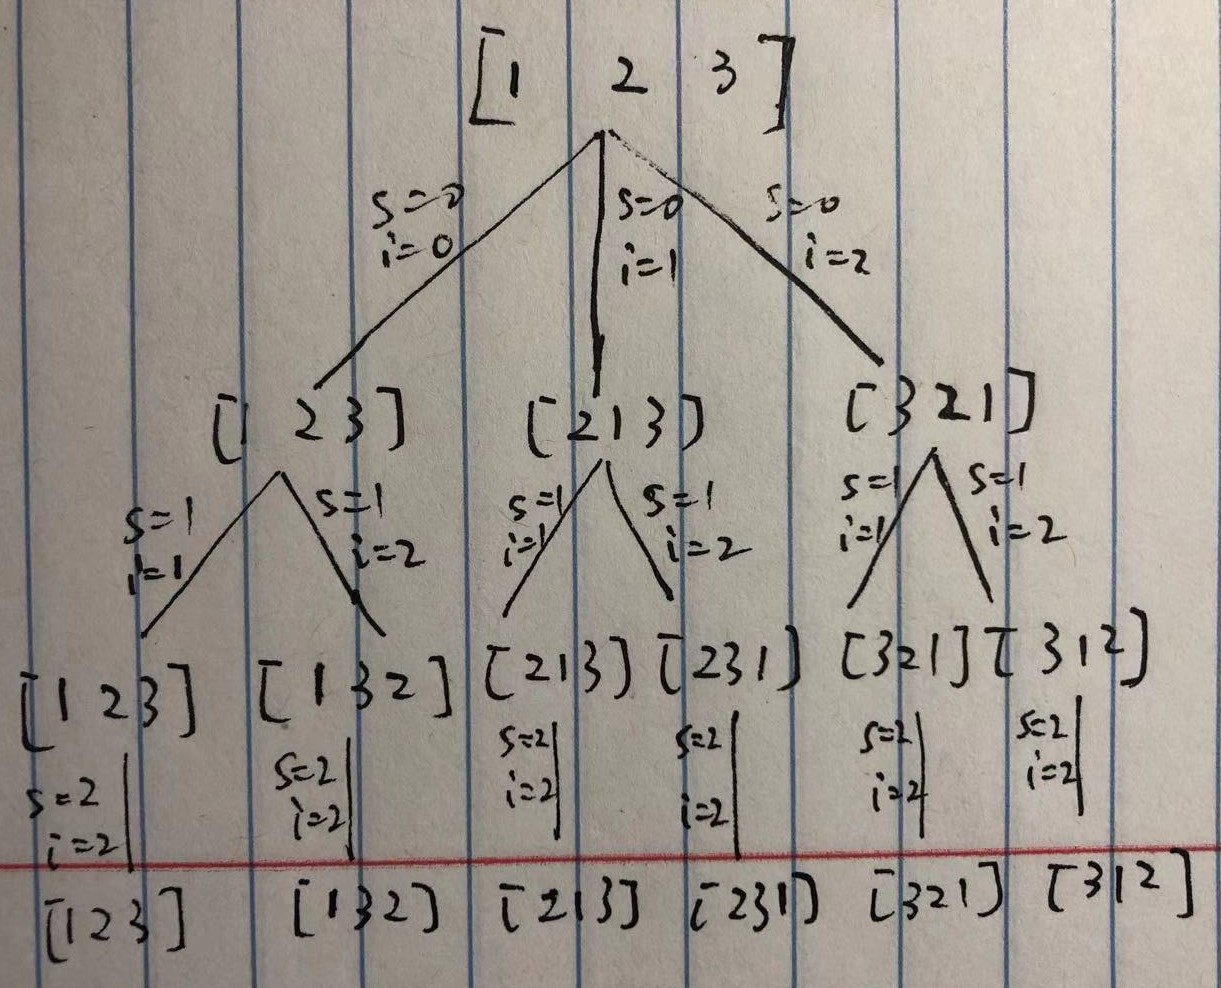 [1 2 3]
s=0 s=0 s=0
i=0 i=1 i=2
[1 2 3] [2 1 3] [3 2 1]
s=1 s=1 s=1 s=1 s=1 s=1
i=1 i=2 i=1 i=2 i=1 i=2
[1 2 3] [1 3 2] [2 1 3] [2 3 1] [3 2 1] [3 1 2]
s=2 s=2 s=2 s=2 s=2 s=2
i=2 i=2 i=2 i=2 i=2 i=2
[1 2 3] [1 3 2] [2 1 3] [2 3 1] [3 2 1] [3 1 2]